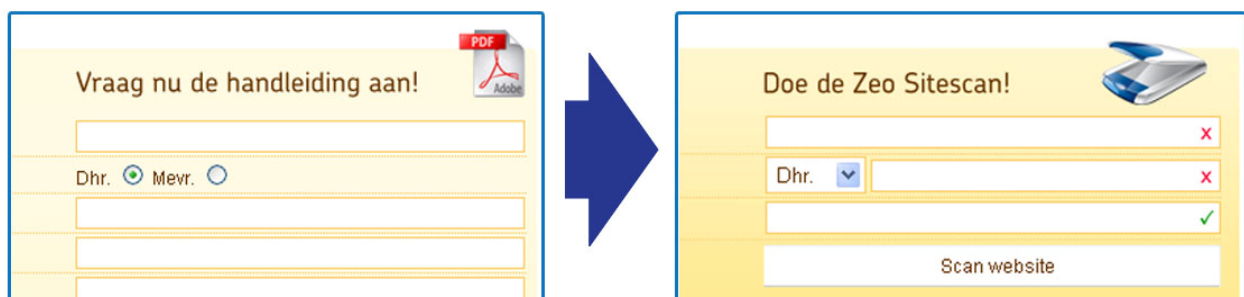 PDF
Adobe
Vraag nu de handleiding aan!
Dhr. Mevr.
Doe de Zeo Sitescan!
x
Dhr. x
✓
Scan website